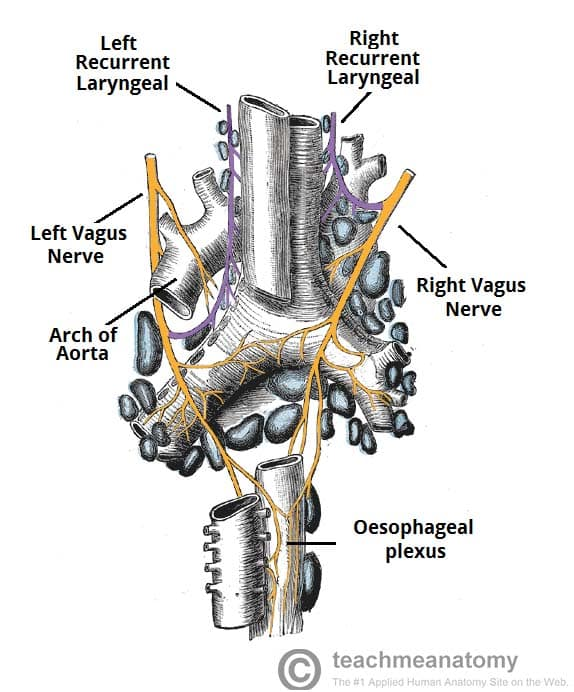 Left
Recurrent
Laryngeal
Right
Recurrent
Laryngeal
Left Vagus
Nerve
Right Vagus
Nerve
Arch of
Aorta
Oesophageal
plexus
© teachmeanatomy
The #1 Applied Human Anatomy Site on the Web.